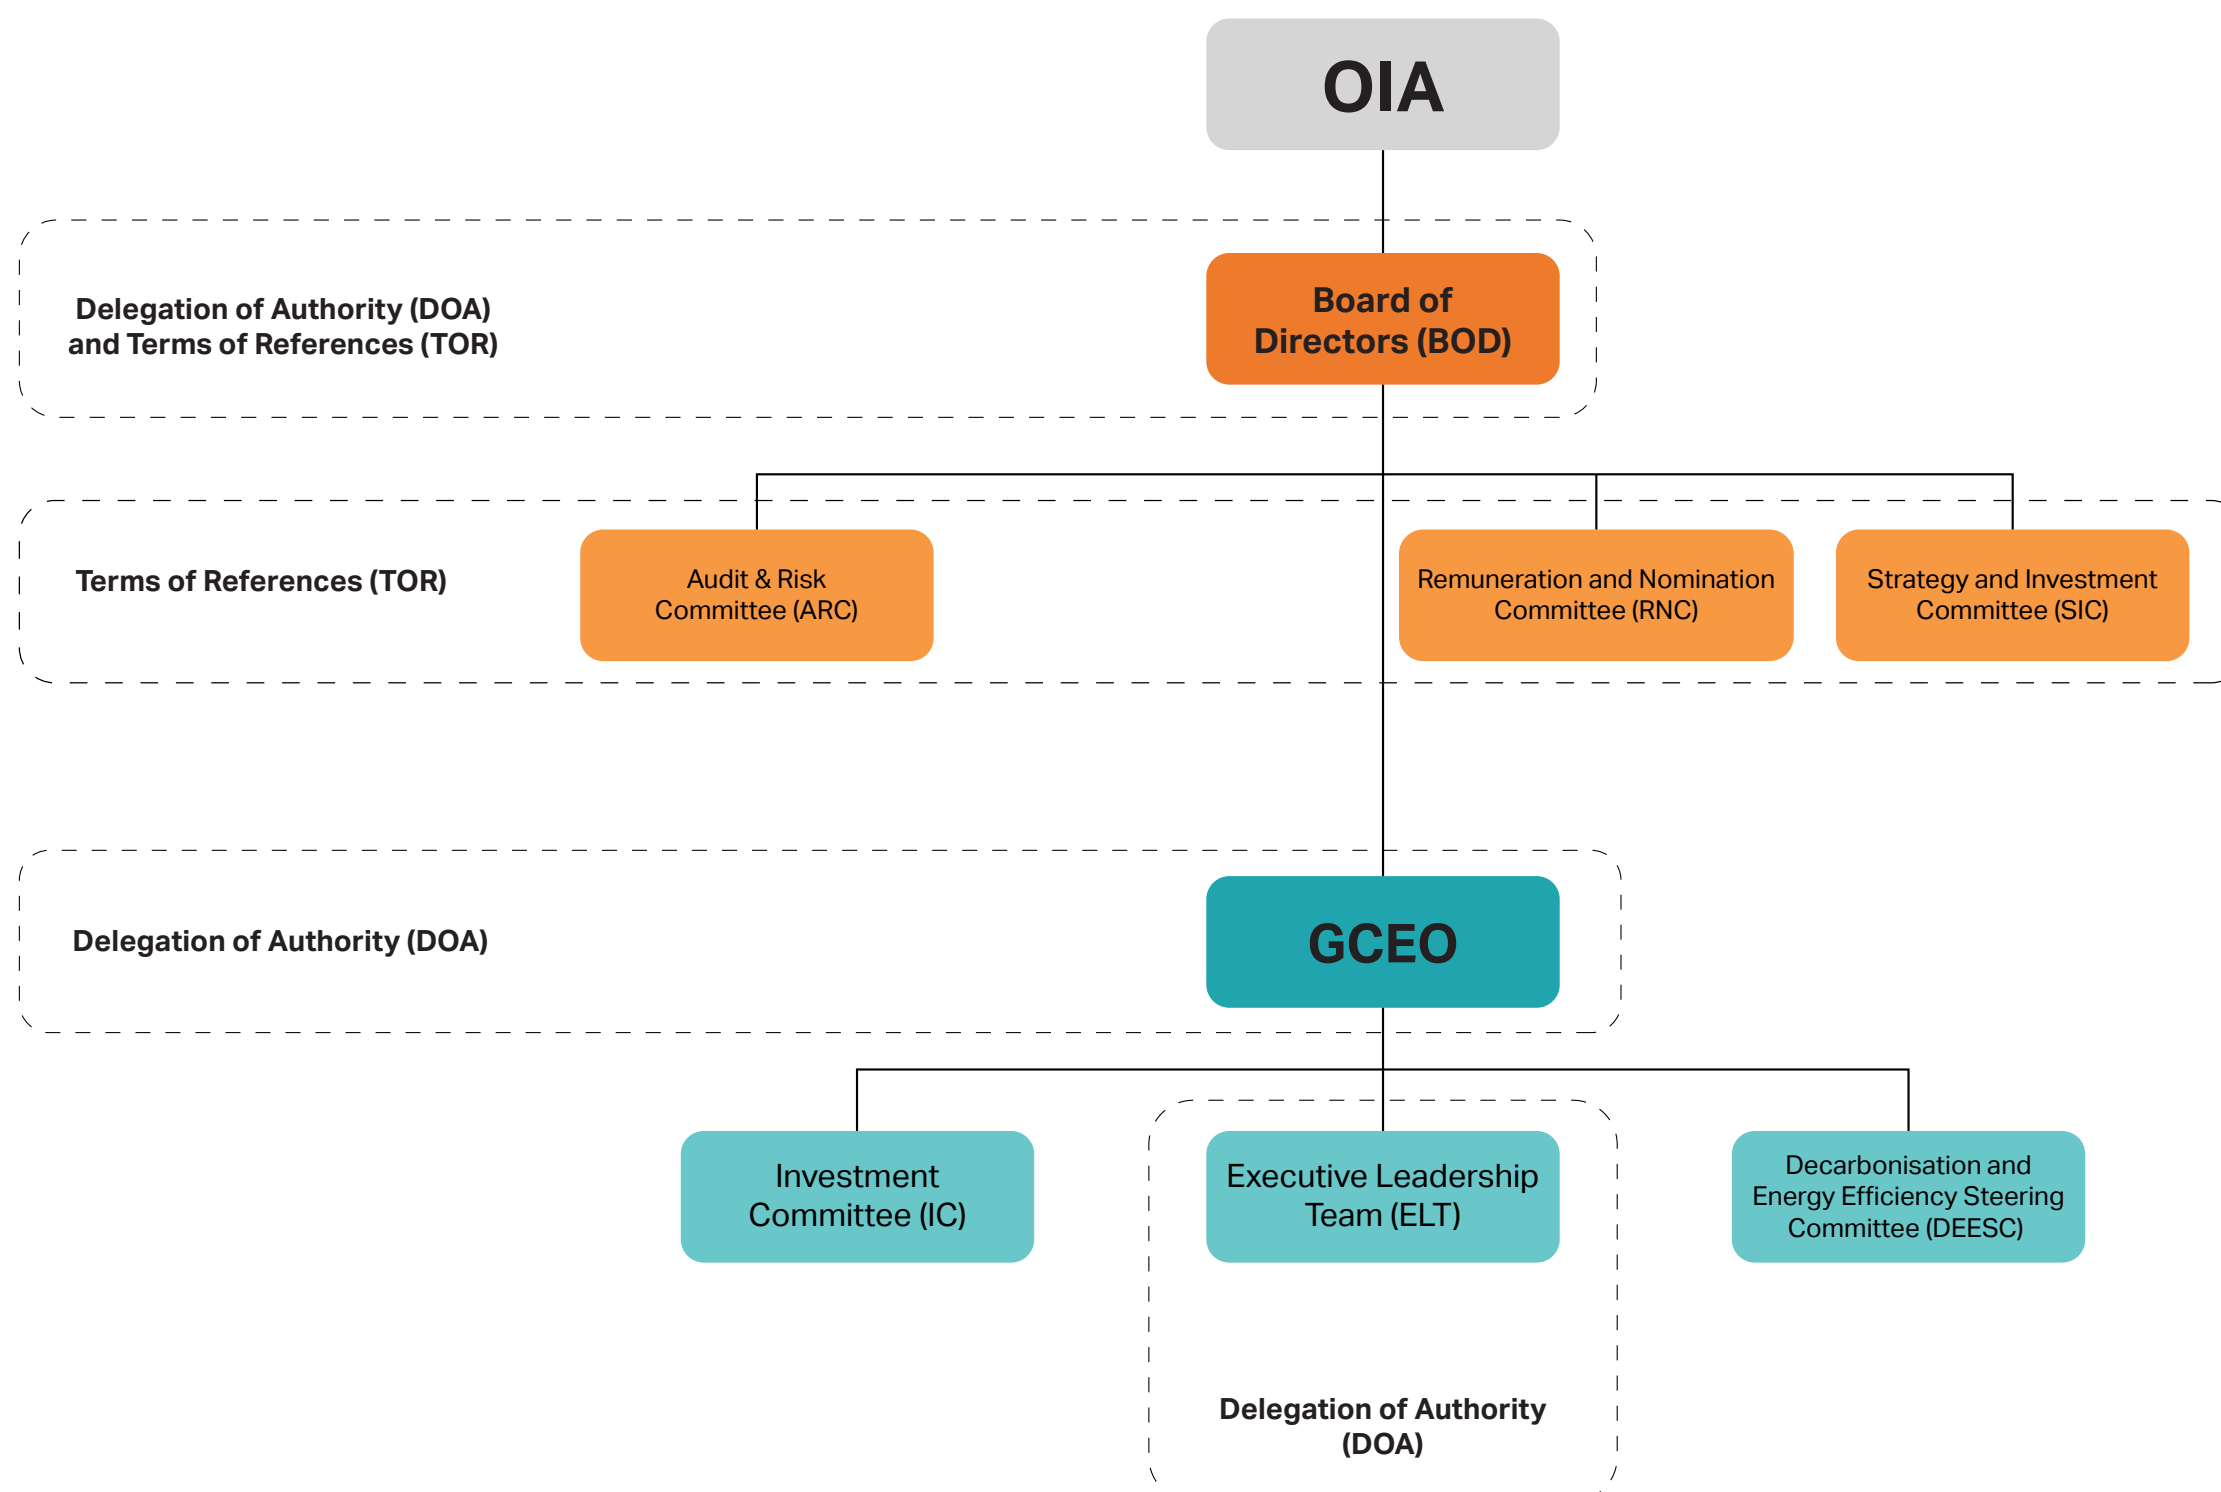 OIA
Delegation of Authority (DOA)
and Terms of References (TOR)
Board of
Directors (BOD)
Terms of References (TOR)
Audit & Risk
Committee (ARC)
Remuneration and Nomination
Committee (RNC)
Strategy and Investment
Committee (SIC)
Delegation of Authority (DOA)
GCEO
Investment
Committee (IC)
Executive Leadership
Team (ELT)
Decarbonisation and
Energy Efficiency Steering
Committee (DEESC)
Delegation of Authority
(DOA)